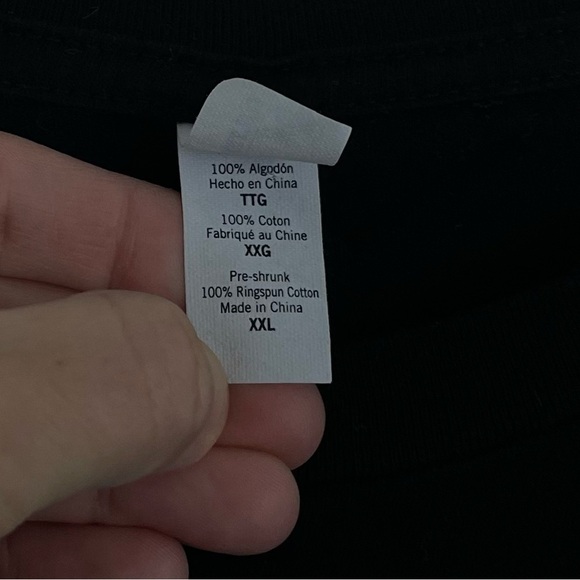 100% Algodón
Hecho en China
TTG
100% Coton
Fabriqué au Chine
XXG
Pre-shrunk
100% Ringspun Cotton
Made in China
XXL